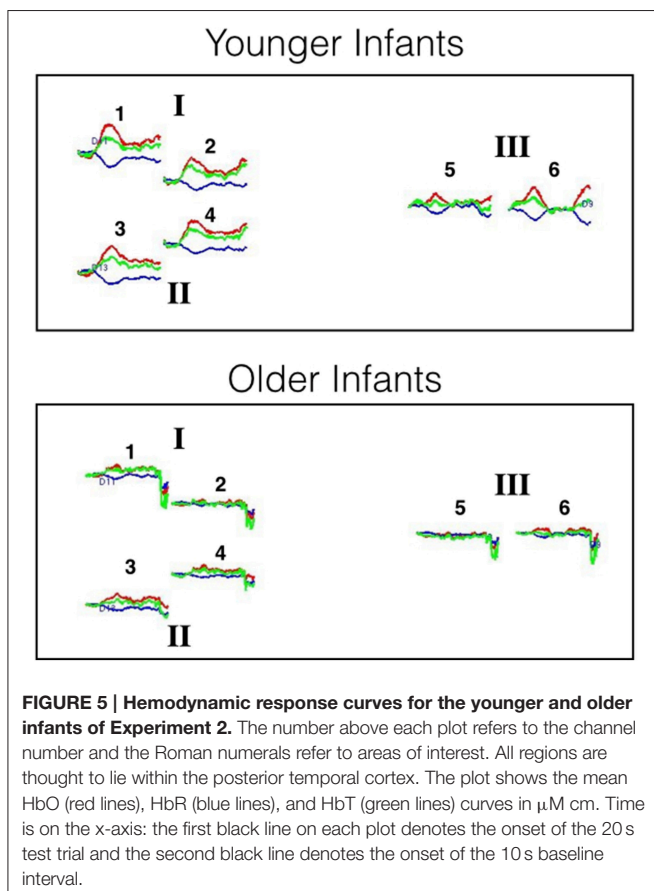 Younger Infants
I
1
2
III
5
6
3
4
D13
D9
II
Older Infants
I
1
D11
2
III
5
6
3
4
II
FIGURE 5 | Hemodynamic response curves for the younger and older
infants of Experiment 2. The number above each plot refers to the channel
number and the Roman numerals refer to areas of interest. All regions are
thought to lie within the posterior temporal cortex. The plot shows the mean
HbO (red lines), HbR (blue lines), and HbT (green lines) curves in μM cm. Time
is on the x-axis: the first black line on each plot denotes the onset of the 20 s
test trial and the second black line denotes the onset of the 10 s baseline
interval.